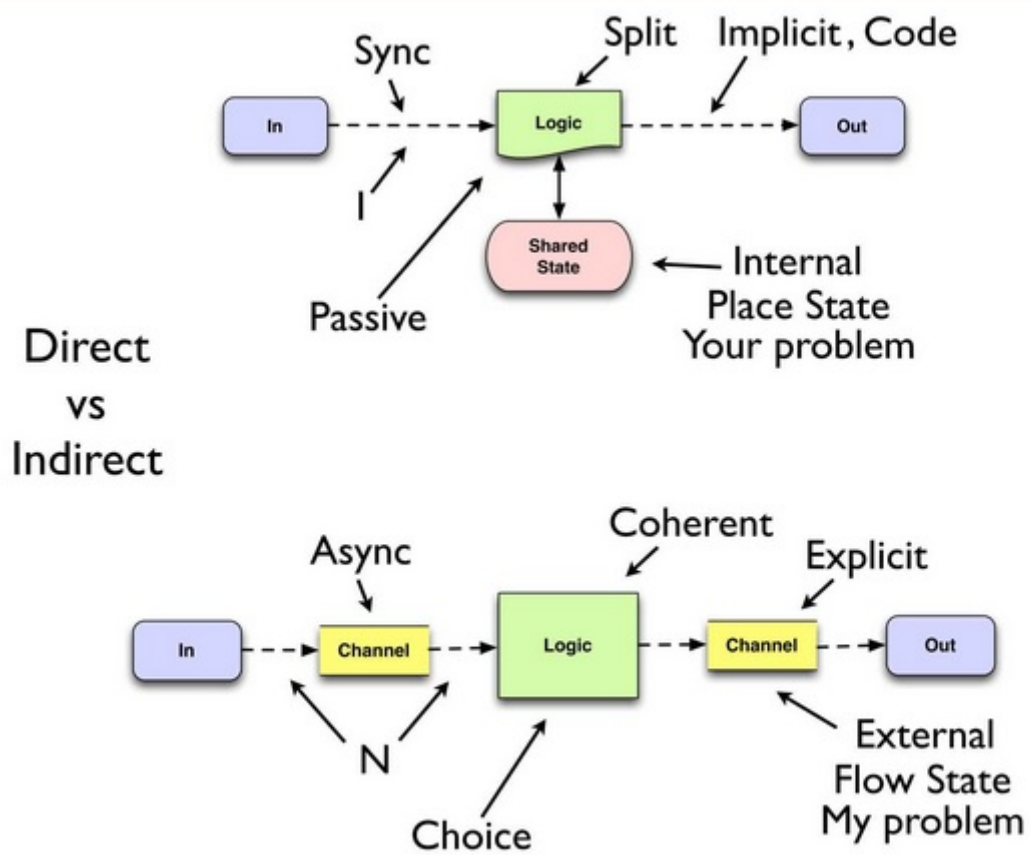 Sync
Split
Implicit, Code
In
Logic
Out
I
Shared
State
Passive
Internal
Place State
Your problem
Direct
vs
Indirect
Async
Coherent
Explicit
In
Channel
Logic
Channel
Out
N
Choice
External
Flow State
My problem